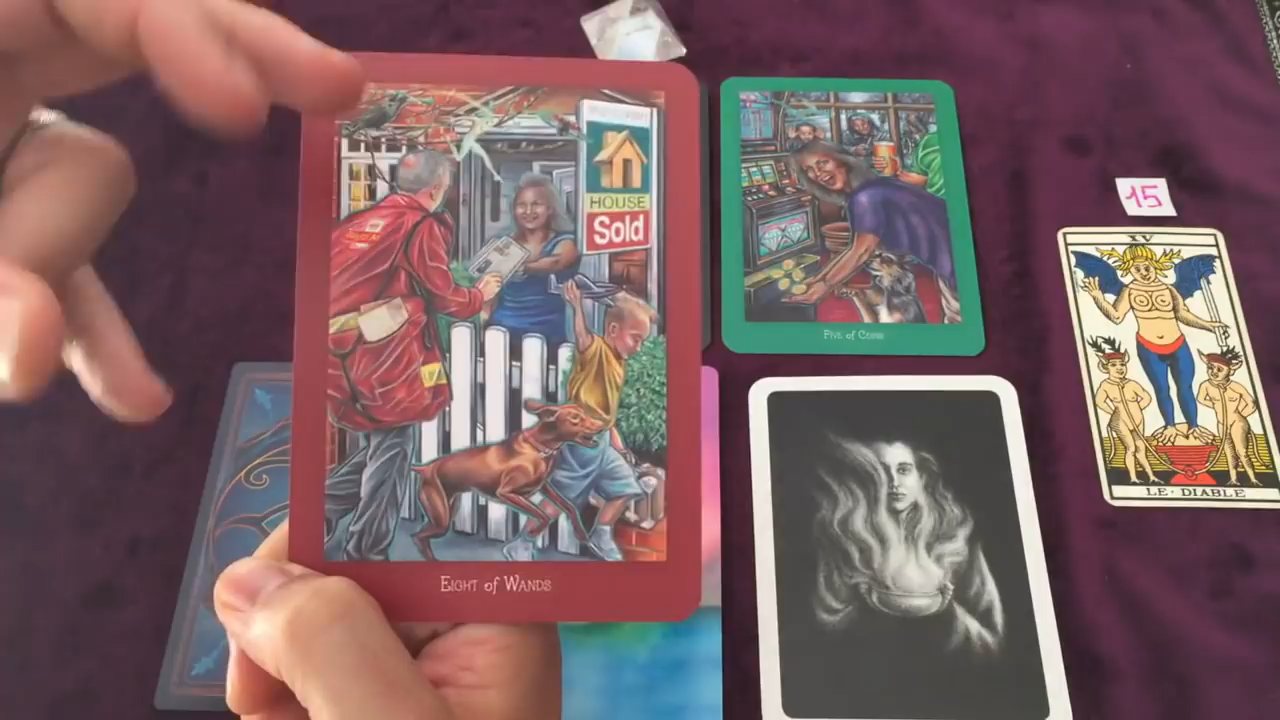 HOUSE
Sold
EIGHT of WANDS
FIVE of COINS
15
XV
LE·DIABLE